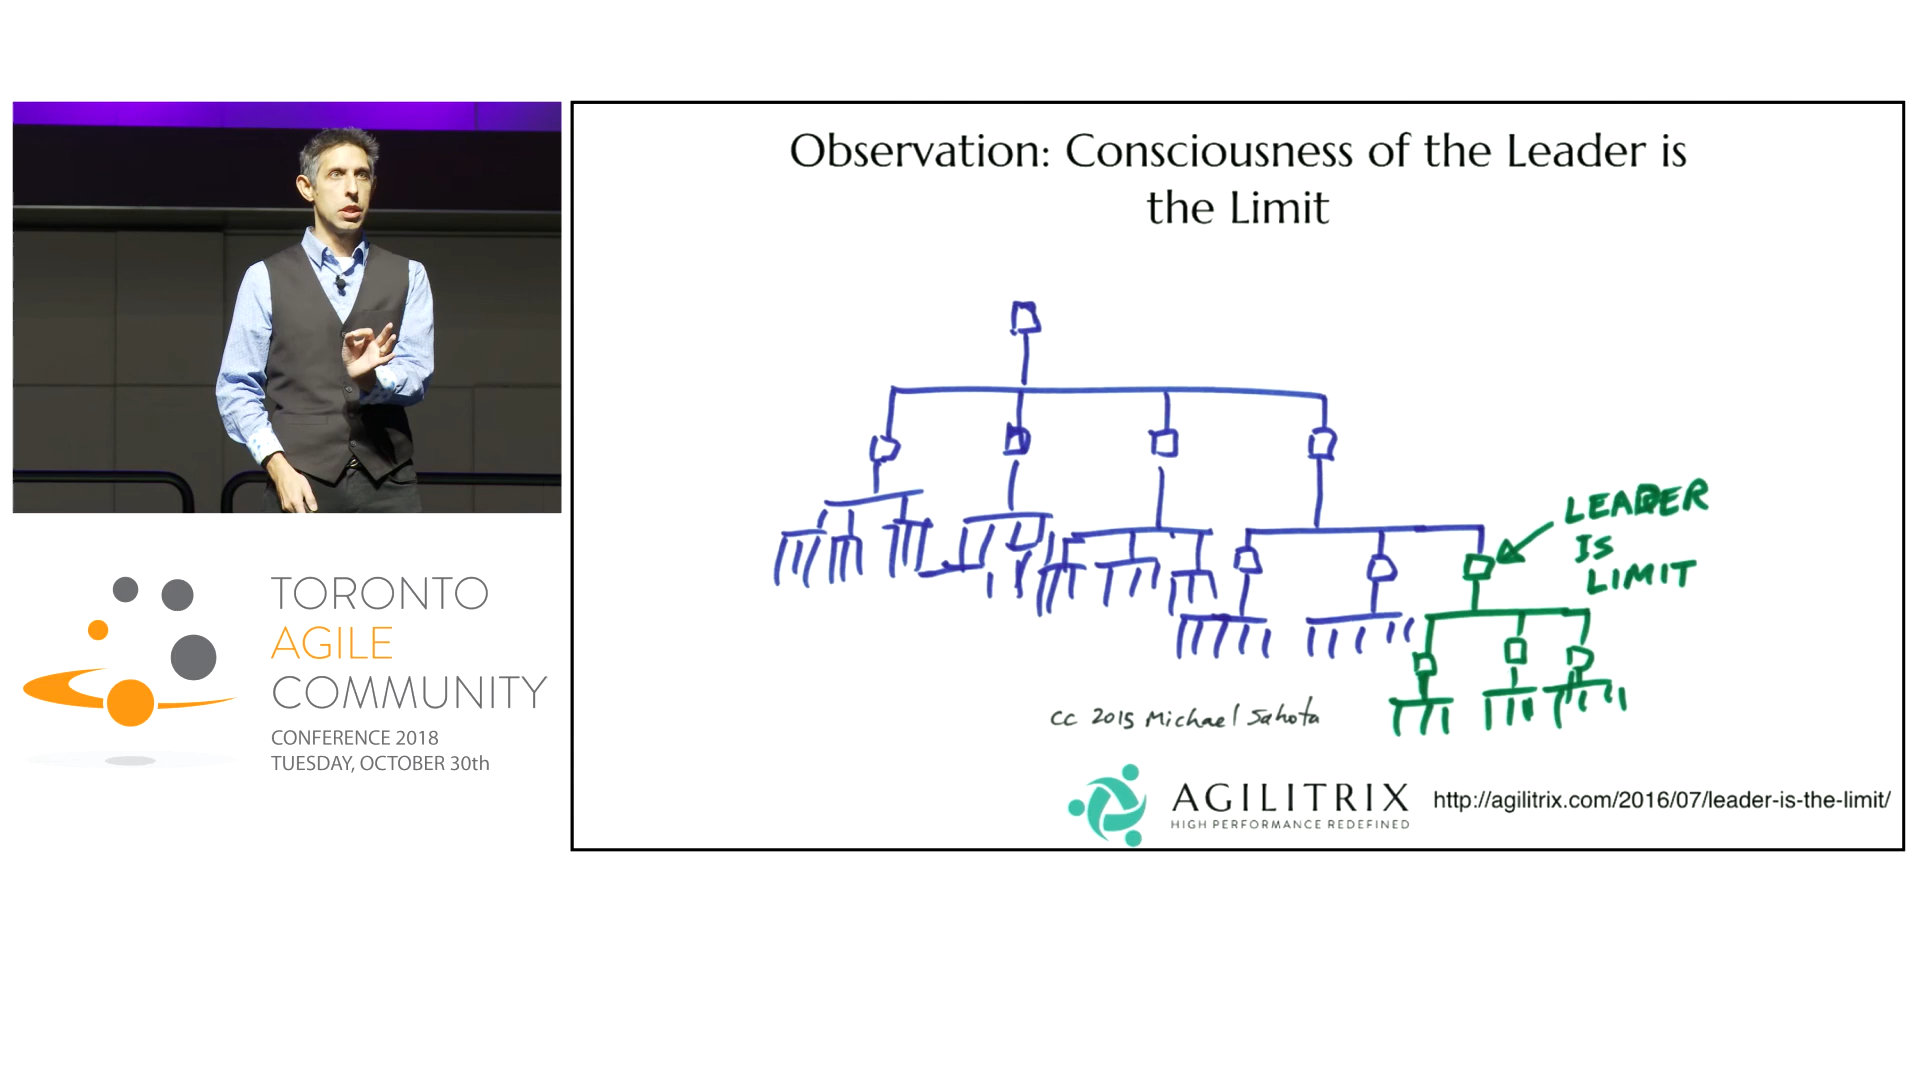 Observation: Consciousness of the Leader is
the Limit
LEADER
IS
LIMIT
CC 2015 Michael Sahota
AGILITRIX
HIGH PERFORMANCE REDEFINED
http://agilitrix.com/2016/07/leader-is-the-limit/
TORONTO
AGILE
COMMUNITY
CONFERENCE 2018
TUESDAY, OCTOBER 30th